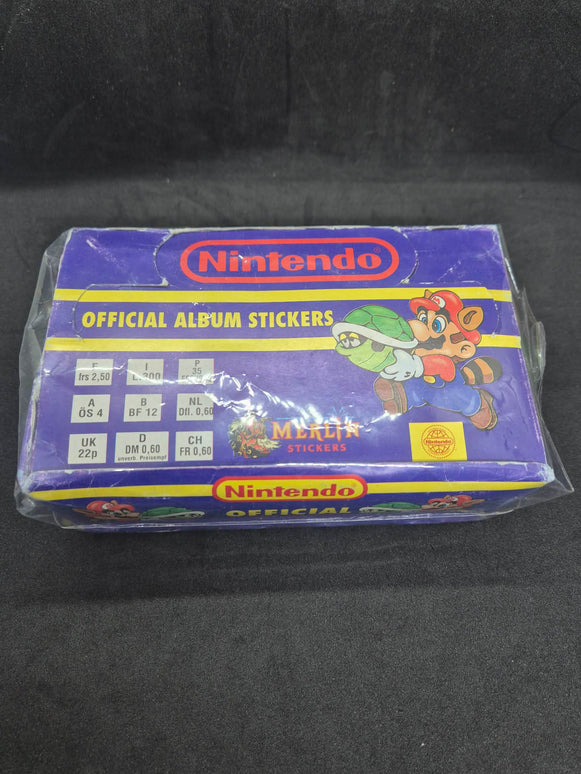 Nintendo ®
OFFICIAL ALBUM STICKERS
F
frs 2,50
I
P
35
A
ÖS 4
B
BF 12
NL
Dfl. 0,60
UK
22p
D
DM 0,60
unverb. Preisempf
CH
FR 0,60
MERLIN
STICKERS
Nintendo
Nintendo
OFFICIAL